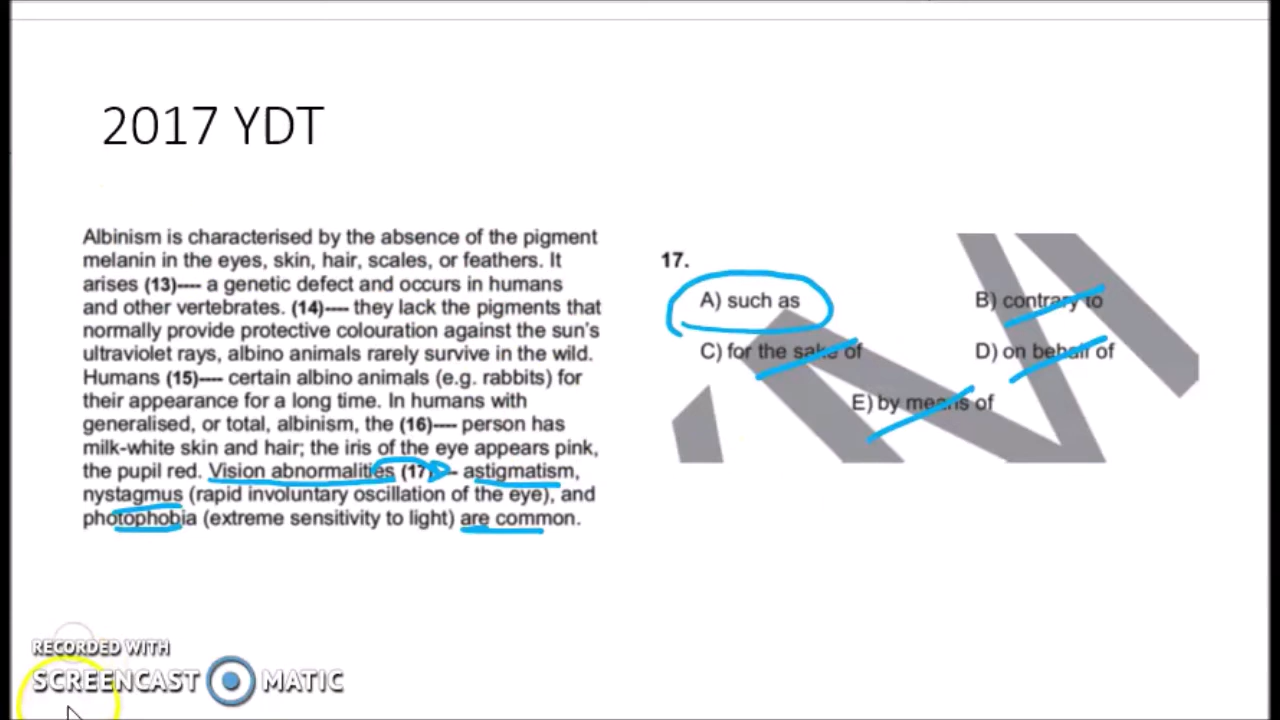 2017 YDT
Albinism is characterised by the absence of the pigment
melanin in the eyes, skin, hair, scales, or feathers. It
arises (13)---- a genetic defect and occurs in humans
and other vertebrates. (14)---- they lack the pigments that
normally provide protective colouration against the sun's
ultraviolet rays, albino animals rarely survive in the wild.
Humans (15)---- certain albino animals (e.g. rabbits) for
their appearance for a long time. In humans with
generalised, or total, albinism, the (16)---- person has
milk-white skin and hair; the iris of the eye appears pink,
the pupil red. Vision abnormalities (17)---- astigmatism,
nystagmus (rapid involuntary oscillation of the eye), and
photophobia (extreme sensitivity to light) are common.
17.
A) such as
B) contrary to
C) for the sake of
D) on behalf of
E) by means of
RECORDED WITH
SCREENCAST MATIC